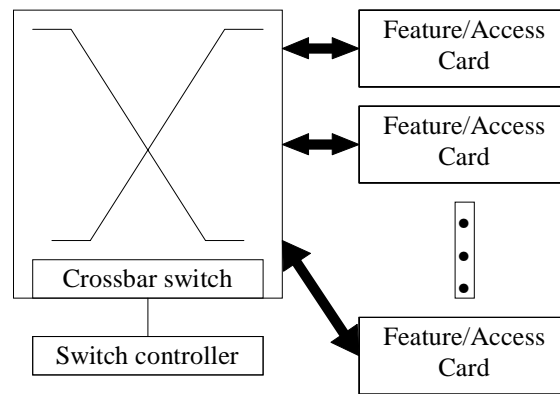 Feature/Access
Card
Feature/Access
Card
Crossbar switch
Switch controller
Feature/Access
Card